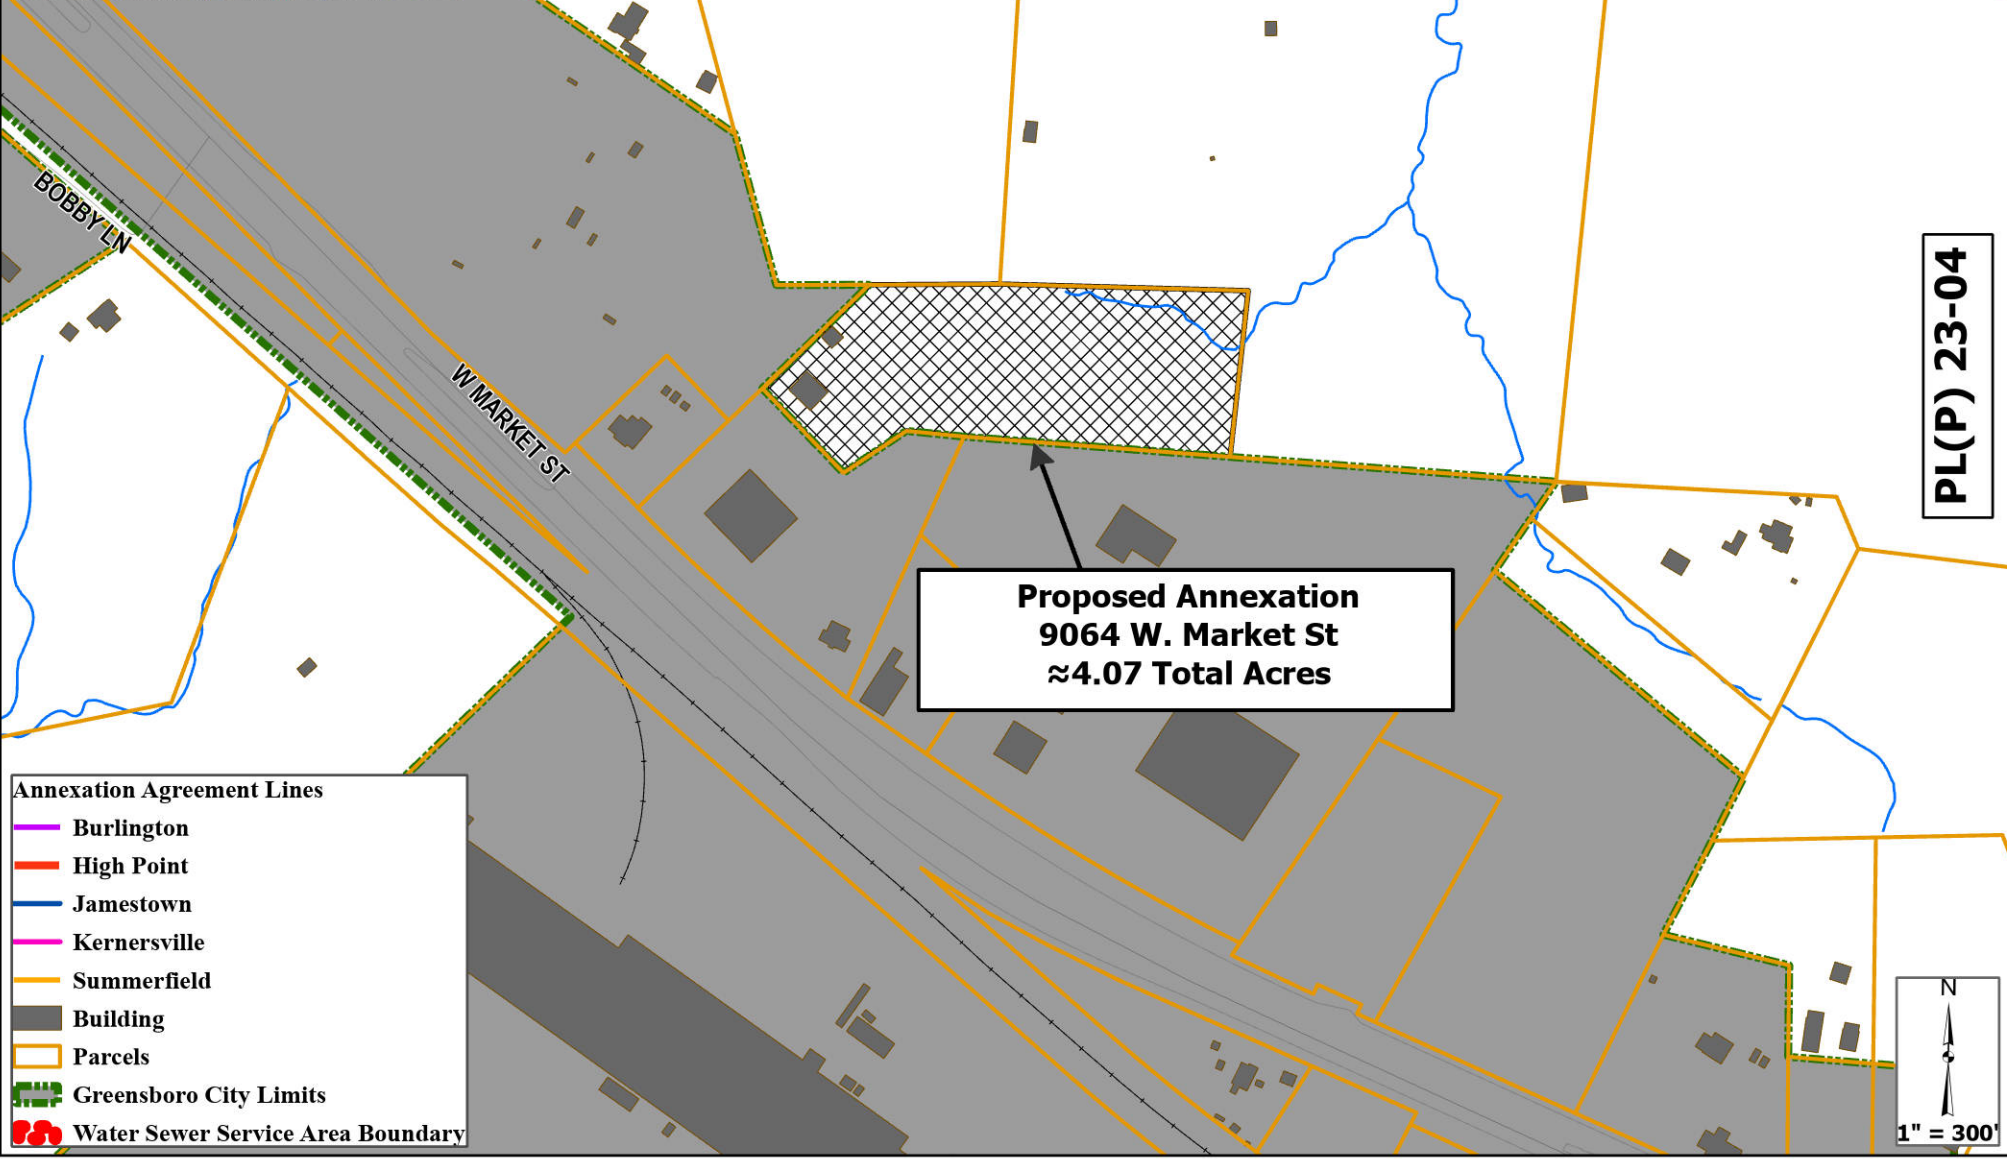 BOBBY LN
W MARKET ST
PL(P) 23-04
Proposed Annexation
9064 W. Market St
≈4.07 Total Acres
Annexation Agreement Lines
Burlington
High Point
Jamestown
Kernersville
Summerfield
Building
Parcels
Greensboro City Limits
Water Sewer Service Area Boundary
N
1" = 300'